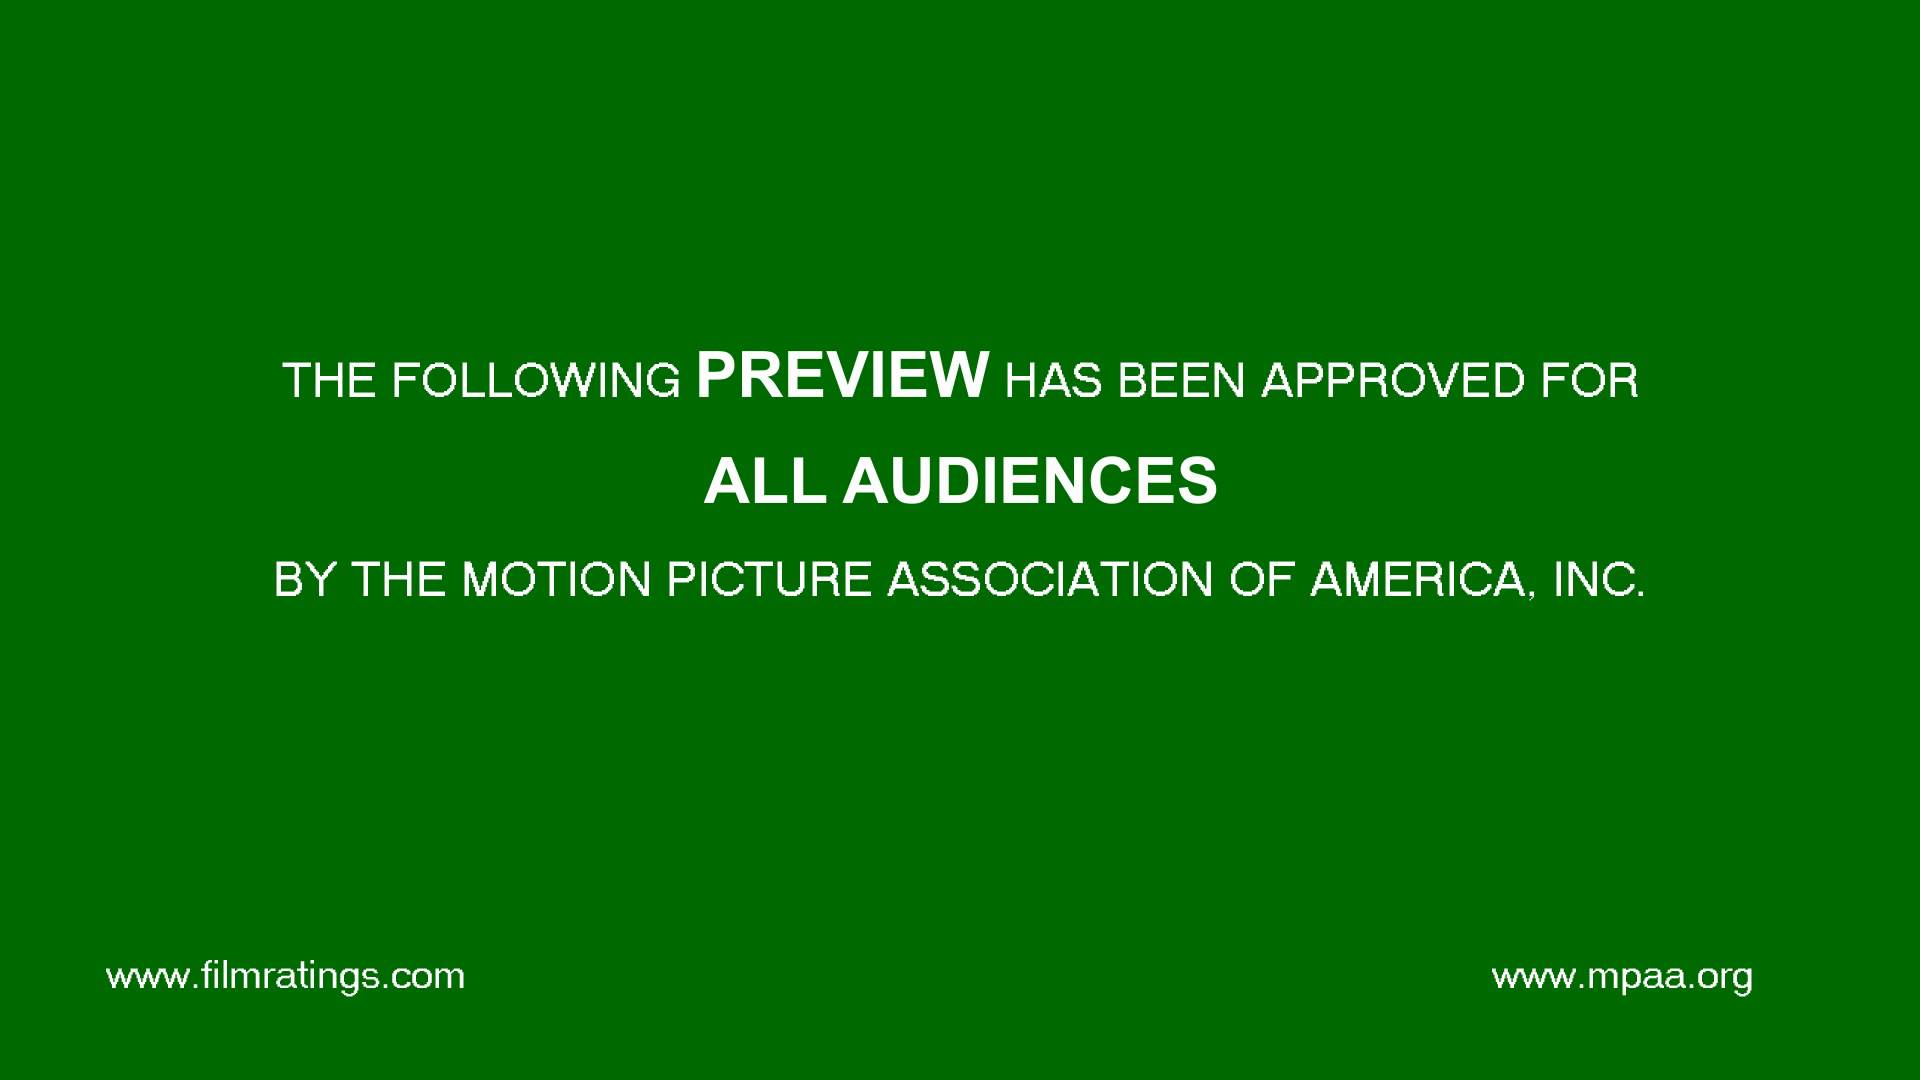 THE FOLLOWING PREVIEW HAS BEEN APPROVED FOR
ALL AUDIENCES
BY THE MOTION PICTURE ASSOCIATION OF AMERICA, INC.
www.filmratings.com
www.mpaa.org